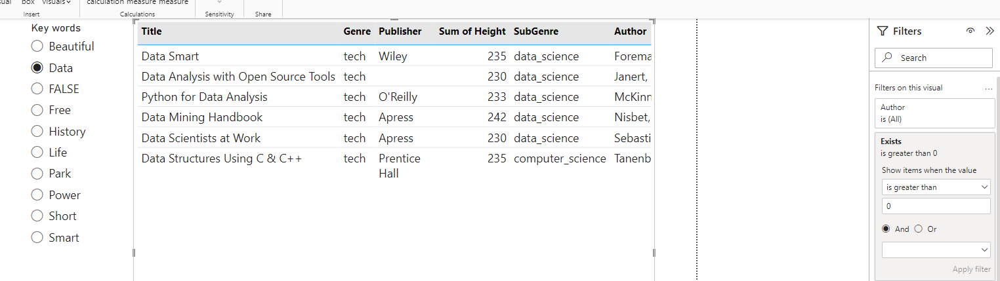 box visuals calculation measure measure
Insert Calculations Sensitivity Share
Key words
Beautiful
Data
FALSE
Free
History
Life
Park
Power
Short
Smart
Title Genre Publisher Sum of Height SubGenre Author
Data Smart tech Wiley 235 data_science Forema
Data Analysis with Open Source Tools tech 230 data_science Janert,
Python for Data Analysis tech O'Reilly 233 data_science McKinn
Data Mining Handbook tech Apress 242 data_science Nisbet,
Data Scientists at Work tech Apress 230 data_science Sebasti
Data Structures Using C & C++ tech Prentice 235 computer_science Tanenb
Hall
Filters
Search
Filters on this visual ...
Author
is (All)
Exists
is greater than 0
Show items when the value
is greater than
0
And Or
Apply filter